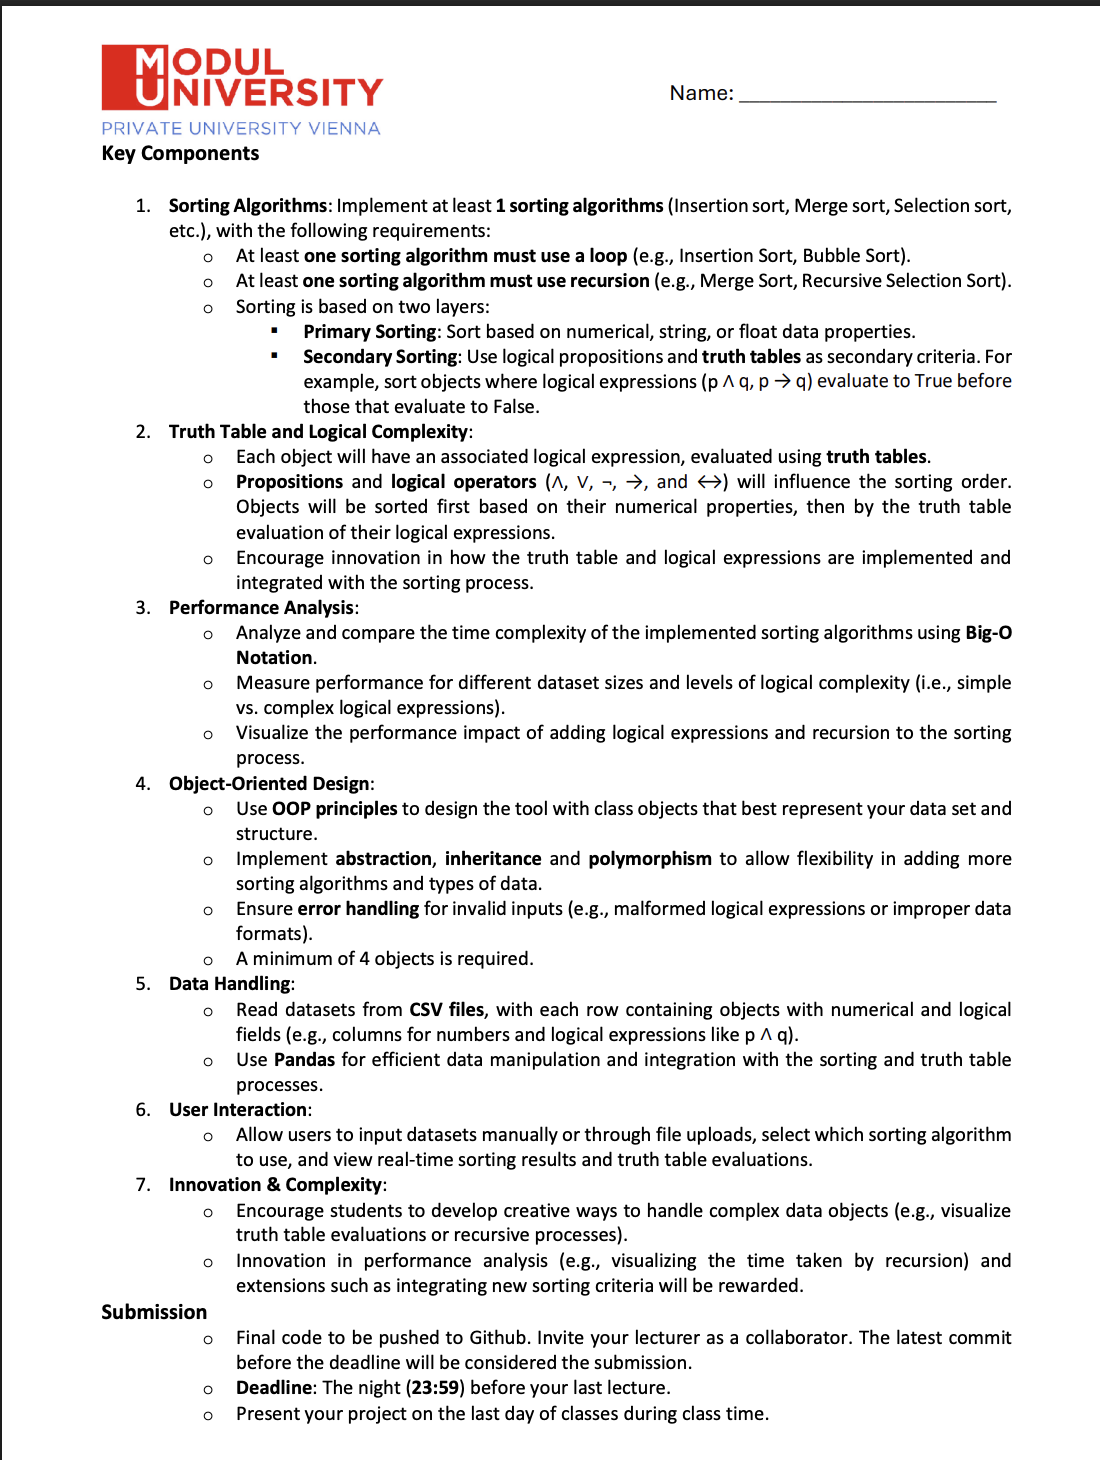 MODUL
UNIVERSITY
PRIVATE UNIVERSITY VIENNA
Name: ________________________
Key Components
1. Sorting Algorithms: Implement at least 1 sorting algorithms (Insertion sort, Merge sort, Selection sort,
etc.), with the following requirements:
o At least one sorting algorithm must use a loop (e.g., Insertion Sort, Bubble Sort).
o At least one sorting algorithm must use recursion (e.g., Merge Sort, Recursive Selection Sort).
o Sorting is based on two layers:
▪ Primary Sorting: Sort based on numerical, string, or float data properties.
▪ Secondary Sorting: Use logical propositions and truth tables as secondary criteria. For
example, sort objects where logical expressions (p ∧ q, p → q) evaluate to True before
those that evaluate to False.
2. Truth Table and Logical Complexity:
o Each object will have an associated logical expression, evaluated using truth tables.
o Propositions and logical operators (∧, ∨, ¬, →, and ↔) will influence the sorting order.
Objects will be sorted first based on their numerical properties, then by the truth table
evaluation of their logical expressions.
o Encourage innovation in how the truth table and logical expressions are implemented and
integrated with the sorting process.
3. Performance Analysis:
o Analyze and compare the time complexity of the implemented sorting algorithms using Big-O
Notation.
o Measure performance for different dataset sizes and levels of logical complexity (i.e., simple
vs. complex logical expressions).
o Visualize the performance impact of adding logical expressions and recursion to the sorting
process.
4. Object-Oriented Design:
o Use OOP principles to design the tool with class objects that best represent your data set and
structure.
o Implement abstraction, inheritance and polymorphism to allow flexibility in adding more
sorting algorithms and types of data.
o Ensure error handling for invalid inputs (e.g., malformed logical expressions or improper data
formats).
o A minimum of 4 objects is required.
5. Data Handling:
o Read datasets from CSV files, with each row containing objects with numerical and logical
fields (e.g., columns for numbers and logical expressions like p ∧ q).
o Use Pandas for efficient data manipulation and integration with the sorting and truth table
processes.
6. User Interaction:
o Allow users to input datasets manually or through file uploads, select which sorting algorithm
to use, and view real-time sorting results and truth table evaluations.
7. Innovation & Complexity:
o Encourage students to develop creative ways to handle complex data objects (e.g., visualize
truth table evaluations or recursive processes).
o Innovation in performance analysis (e.g., visualizing the time taken by recursion) and
extensions such as integrating new sorting criteria will be rewarded.
Submission
o Final code to be pushed to Github. Invite your lecturer as a collaborator. The latest commit
before the deadline will be considered the submission.
o Deadline: The night (23:59) before your last lecture.
o Present your project on the last day of classes during class time.